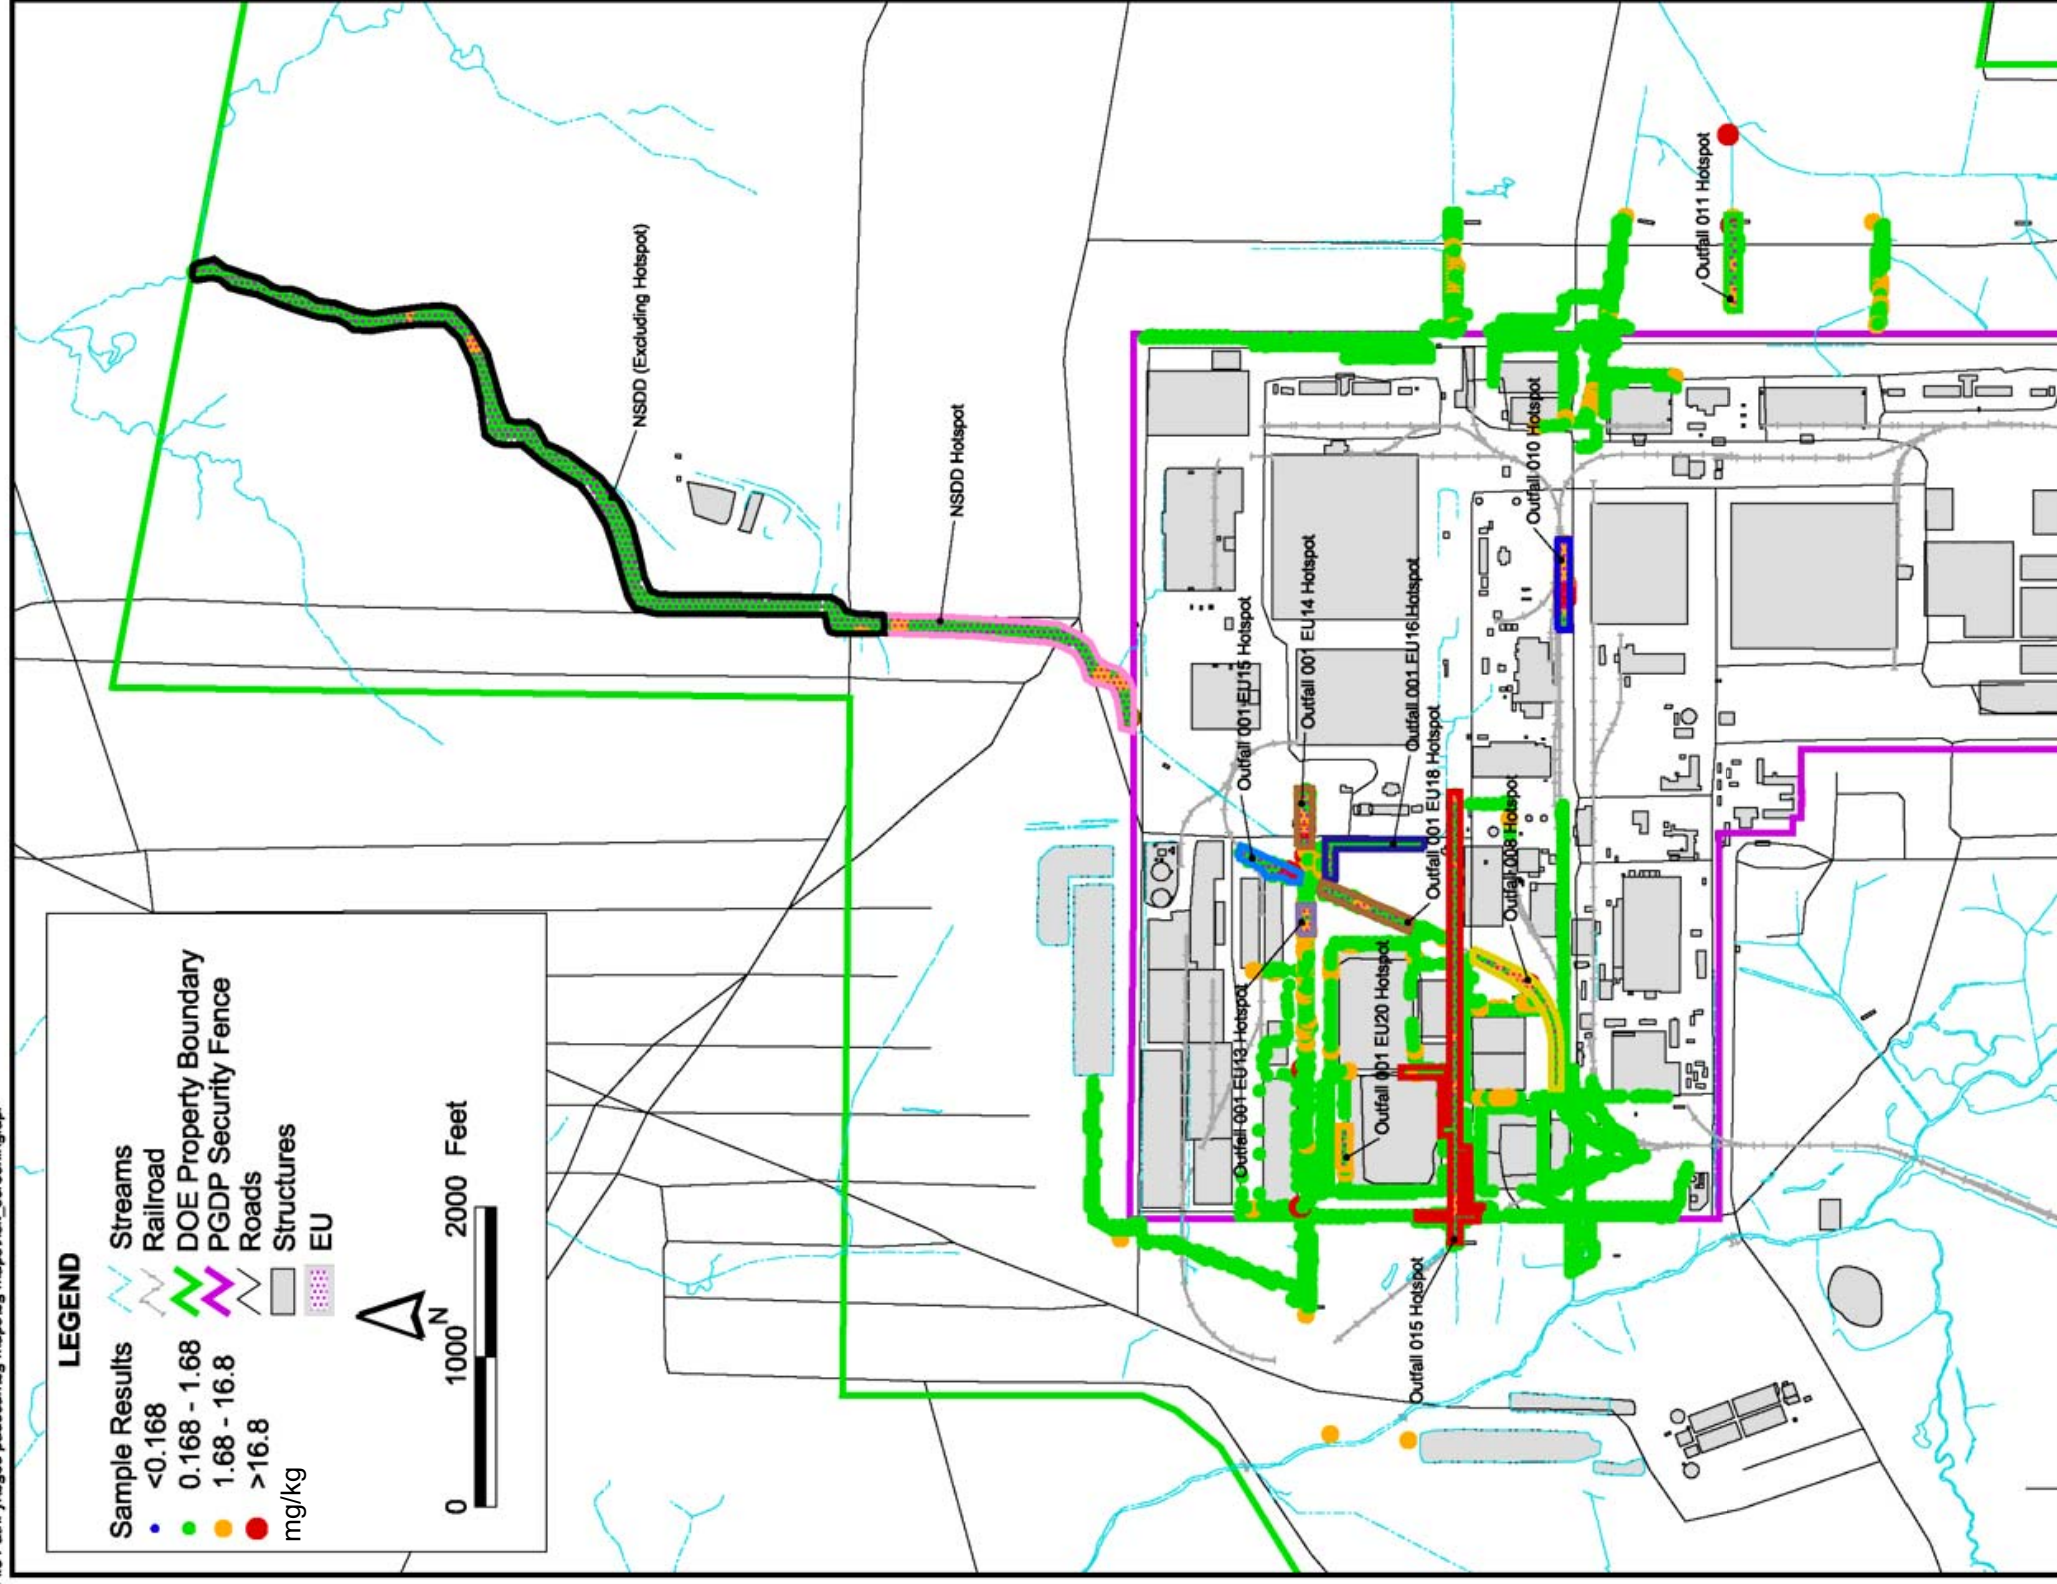 LEGEND
Sample Results
<0.168
0.168 - 1.68
1.68 - 16.8
>16.8
mg/kg
Streams
Railroad
DOE Property Boundary
PGDP Security Fence
Roads
Structures
EU
N
0 1000 2000 Feet
NSDD (Excluding Hotspot)
NSDD Hotspot
Outfall 001 EU15 Hotspot
Outfall 001 EU14 Hotspot
Outfall 001 EU16 Hotspot
Outfall 001 EU18 Hotspot
Outfall 008 Hotspot
Outfall 010 Hotspot
Outfall 011 Hotspot
Outfall 001 EU13 Hotspot
Outfall 001 EU20 Hotspot
Outfall 015 Hotspot